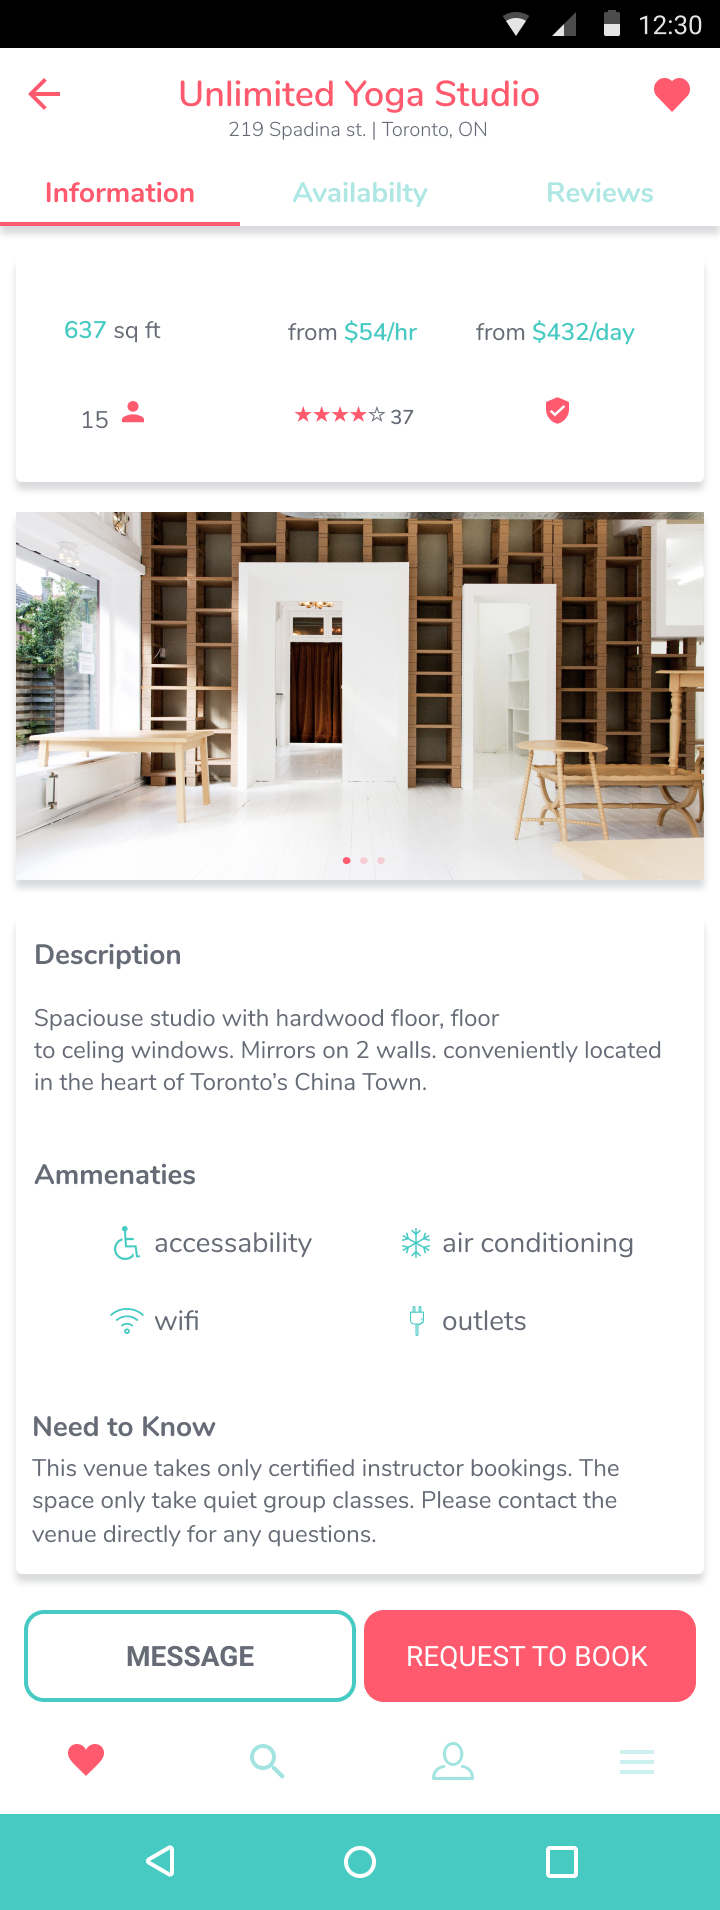 12:30
Unlimited Yoga Studio
219 Spadina st. | Toronto, ON
Information Availabilty Reviews
637 sq ft from $54/hr from $432/day
15 ★★★★☆ 37
Description
Spaciouse studio with hardwood floor, floor
to celing windows. Mirrors on 2 walls. conveniently located
in the heart of Toronto’s China Town.
Ammenaties
accessability air conditioning
wifi outlets
Need to Know
This venue takes only certified instructor bookings. The
space only take quiet group classes. Please contact the
venue directly for any questions.
MESSAGE REQUEST TO BOOK